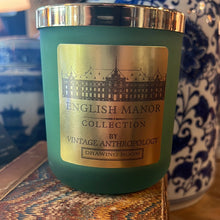 ENGLISH MANOR
COLLECTION
BY
VINTAGE ANTHROPOLOGY
DRAWING ROOM